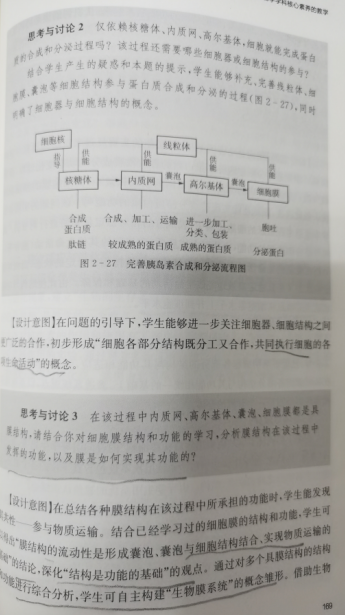 学科核心素养的教学
思考与讨论2 仅依赖核糖体、内质网、高尔基体,细胞就能完成蛋白
质的合成和分泌过程吗?该过程还需要哪些细胞器或细胞结构的参与?
结合学生产生的疑惑和本题的提示,学生能够补充、完善线粒体、细
胞膜、囊泡等细胞结构参与蛋白质合成和分泌的过程(图2-27),同时
明确了细胞器与细胞结构的概念。
细胞核 线粒体
指导 供能 供能 供能 供能
核糖体 内质网 囊泡 高尔基体 囊泡 细胞膜
合成 合成、加工、运输 进一步加工、 胞吐
蛋白质 分类、包装
肽链 较成熟的蛋白质 成熟的蛋白质 分泌蛋白
图2-27 完善胰岛素合成和分泌流程图
【设计意图】在问题的引导下,学生能够进一步关注细胞器、细胞结构之间
广泛的合作,初步形成“细胞各部分结构既分工又合作,共同执行细胞的各
生命活动”的概念。
思考与讨论3 在该过程中内质网、高尔基体、囊泡、细胞膜都是具
膜结构,请结合你对细胞膜结构和功能的学习,分析膜结构在该过程中
发挥的功能,以及膜是如何实现其功能的?
【设计意图】在总结各种膜结构在该过程中所承担的功能时,学生能发现
共性——参与物质运输。结合已经学习过的细胞膜的结构和功能,学生可
得出“膜结构的流动性是形成囊泡、囊泡与细胞结构结合、实现物质运输的
基础”的结论,深化“结构是功能的基础”的观点。通过对多个具膜结构的结构
与功能进行综合分析,学生可自主构建“生物膜系统”的概念雏形。借助生物
169